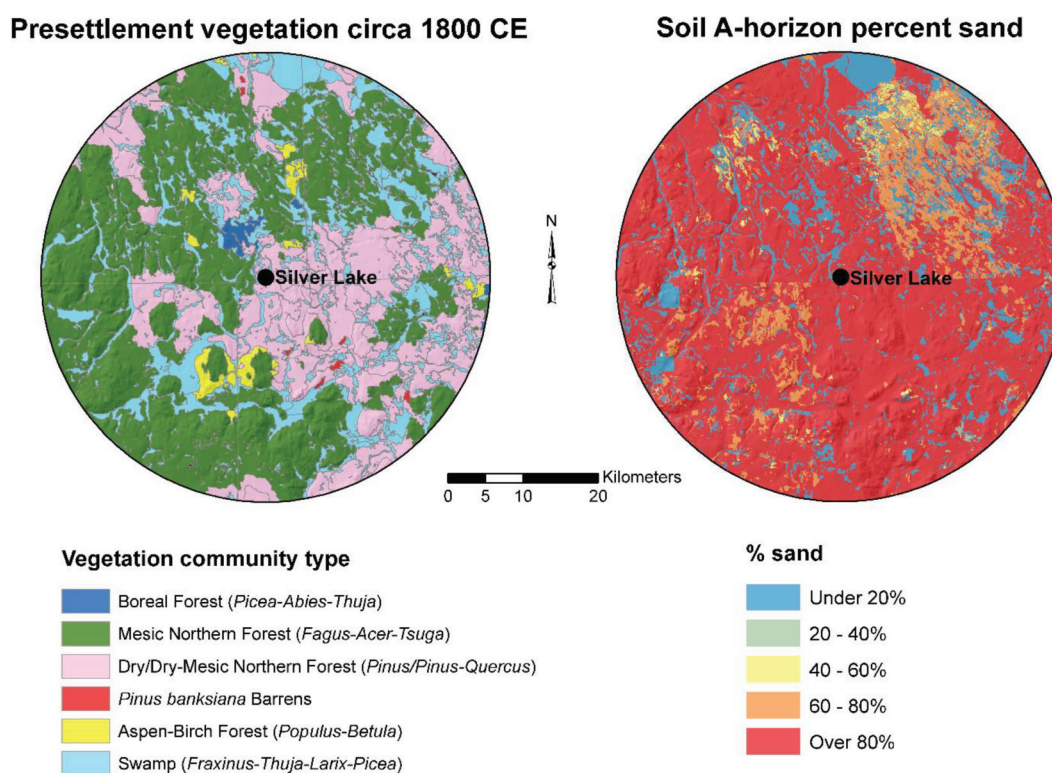 Presettlement vegetation circa 1800 CE
Soil A-horizon percent sand
Silver Lake
N
Silver Lake
Kilometers
0 5 10 20
Vegetation community type
Boreal Forest (Picea-Abies-Thuja)
Mesic Northern Forest (Fagus-Acer-Tsuga)
Dry/Dry-Mesic Northern Forest (Pinus/Pinus-Quercus)
Pinus banksiana Barrens
Aspen-Birch Forest (Populus-Betula)
Swamp (Fraxinus-Thuja-Larix-Picea)
% sand
Under 20%
20 - 40%
40 - 60%
60 - 80%
Over 80%